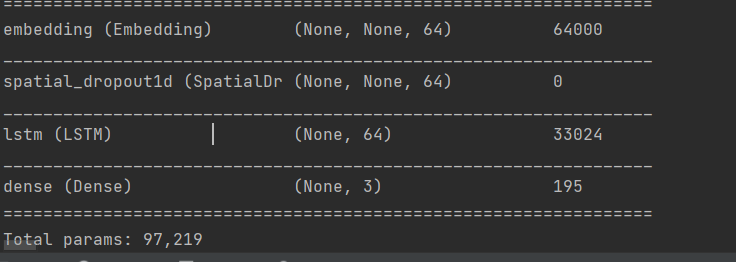 =================================================================
embedding (Embedding)        (None, None, 64)          64000
_________________________________________________________________
spatial_dropout1d (SpatialDr (None, None, 64)          0
_________________________________________________________________
lstm (LSTM)                  (None, 64)                33024
_________________________________________________________________
dense (Dense)                (None, 3)                 195
=================================================================
Total params: 97,219